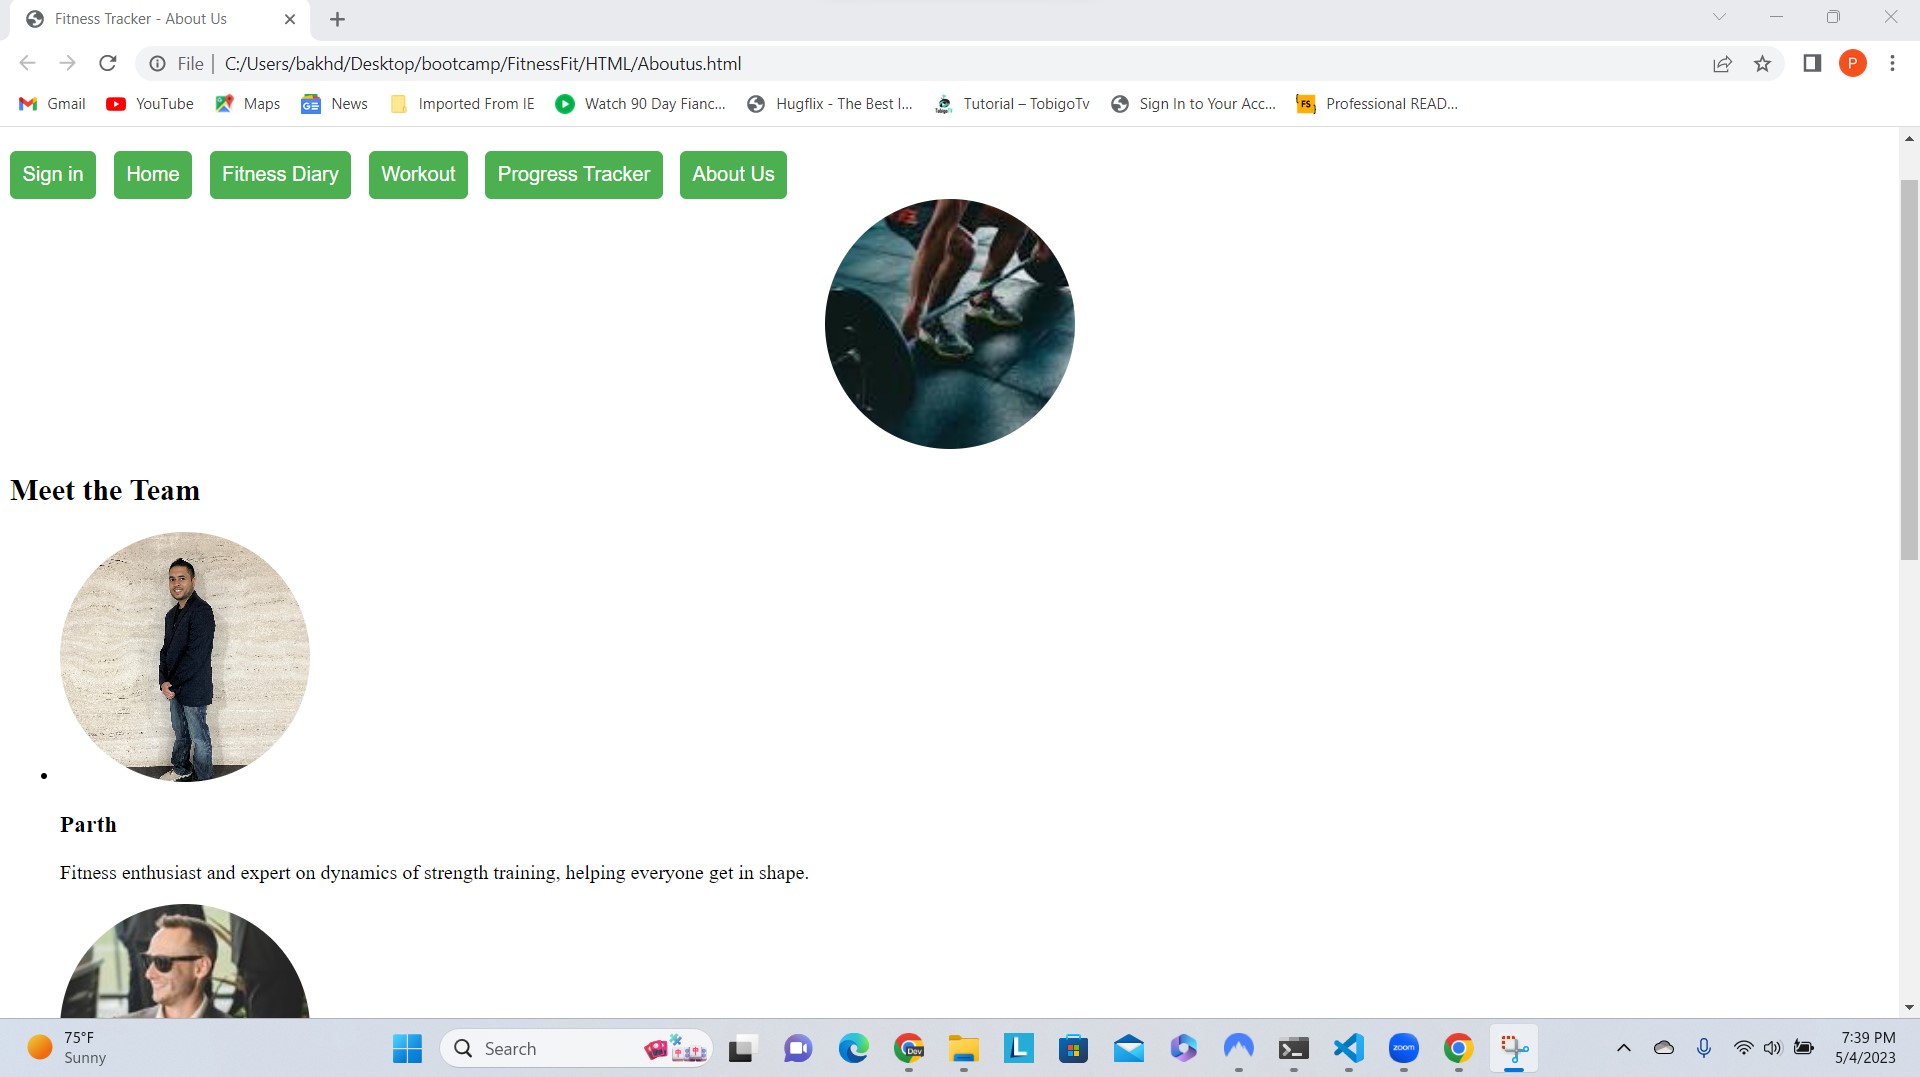 Fitness Tracker - About Us
File | C:/Users/bakhd/Desktop/bootcamp/FitnessFit/HTML/Aboutus.html
P
Gmail YouTube Maps News Imported From IE Watch 90 Day Fianc... Hugflix - The Best I... Tutorial – TobigoTv Sign In to Your Acc... Professional READ...
Sign in Home Fitness Diary Workout Progress Tracker About Us
Meet the Team
Parth
Fitness enthusiast and expert on dynamics of strength training, helping everyone get in shape.
75°F
Sunny
Search
Dev
L
zoom
7:39 PM
5/4/2023